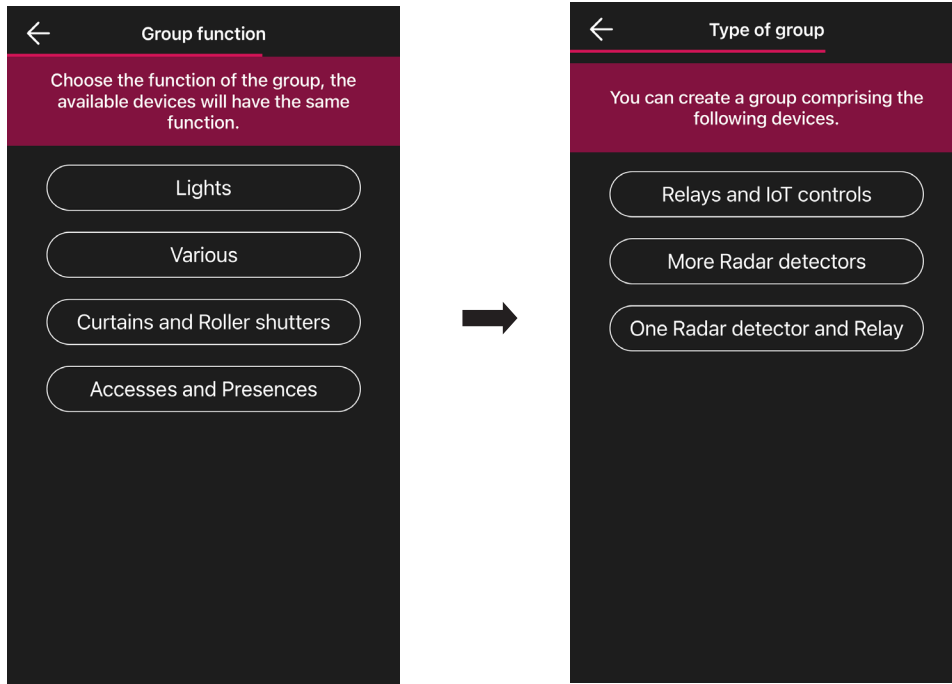 Group function
Choose the function of the group, the
available devices will have the same
function.
Lights
Various
Curtains and Roller shutters
Accesses and Presences
Type of group
You can create a group comprising the
following devices.
Relays and IoT controls
More Radar detectors
One Radar detector and Relay